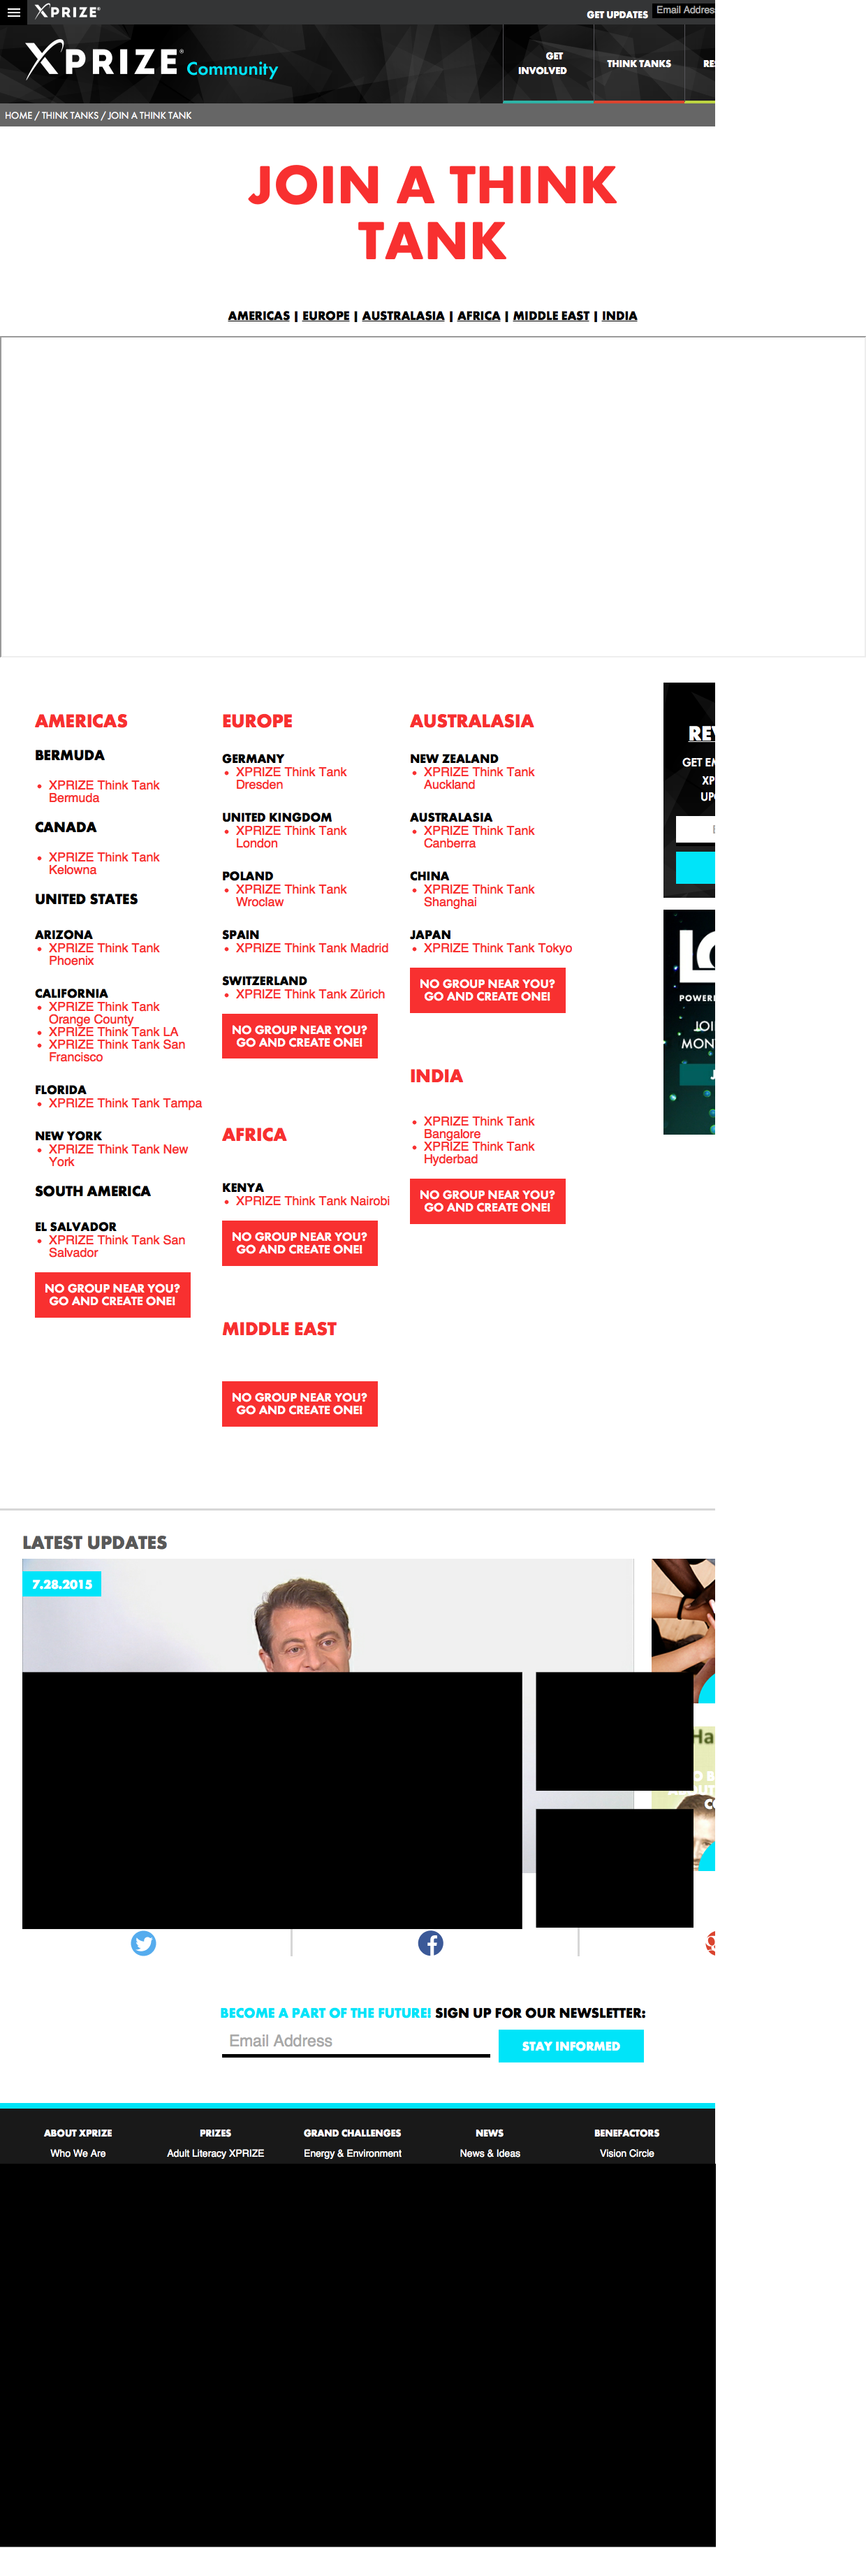 XPRIZE
GET UPDATES
Email Address
XPRIZE Community
GET
INVOLVED
THINK TANKS
HOME / THINK TANKS / JOIN A THINK TANK
JOIN A THINK
TANK
AMERICAS | EUROPE | AUSTRALASIA | AFRICA | MIDDLE EAST | INDIA
AMERICAS
BERMUDA
XPRIZE Think Tank
Bermuda
CANADA
XPRIZE Think Tank
Kelowna
UNITED STATES
ARIZONA
XPRIZE Think Tank
Phoenix
CALIFORNIA
XPRIZE Think Tank
Orange County
XPRIZE Think Tank LA
XPRIZE Think Tank San
Francisco
FLORIDA
XPRIZE Think Tank Tampa
NEW YORK
XPRIZE Think Tank New
York
SOUTH AMERICA
EL SALVADOR
XPRIZE Think Tank San
Salvador
NO GROUP NEAR YOU?
GO AND CREATE ONE!
EUROPE
GERMANY
XPRIZE Think Tank
Dresden
UNITED KINGDOM
XPRIZE Think Tank
London
POLAND
XPRIZE Think Tank
Wroclaw
SPAIN
XPRIZE Think Tank Madrid
SWITZERLAND
XPRIZE Think Tank Zürich
NO GROUP NEAR YOU?
GO AND CREATE ONE!
AFRICA
KENYA
XPRIZE Think Tank Nairobi
NO GROUP NEAR YOU?
GO AND CREATE ONE!
MIDDLE EAST
NO GROUP NEAR YOU?
GO AND CREATE ONE!
AUSTRALASIA
NEW ZEALAND
XPRIZE Think Tank
Auckland
AUSTRALASIA
XPRIZE Think Tank
Canberra
CHINA
XPRIZE Think Tank
Shanghai
JAPAN
XPRIZE Think Tank Tokyo
NO GROUP NEAR YOU?
GO AND CREATE ONE!
INDIA
XPRIZE Think Tank
Bangalore
XPRIZE Think Tank
Hyderbad
NO GROUP NEAR YOU?
GO AND CREATE ONE!
GET
LATEST UPDATES
7.28.2015
BECOME A PART OF THE FUTURE! SIGN UP FOR OUR NEWSLETTER:
Email Address
STAY INFORMED
ABOUT XPRIZE
Who We Are
PRIZES
Adult Literacy XPRIZE
GRAND CHALLENGES
Energy & Environment
NEWS
News & Ideas
BENEFACTORS
Vision Circle